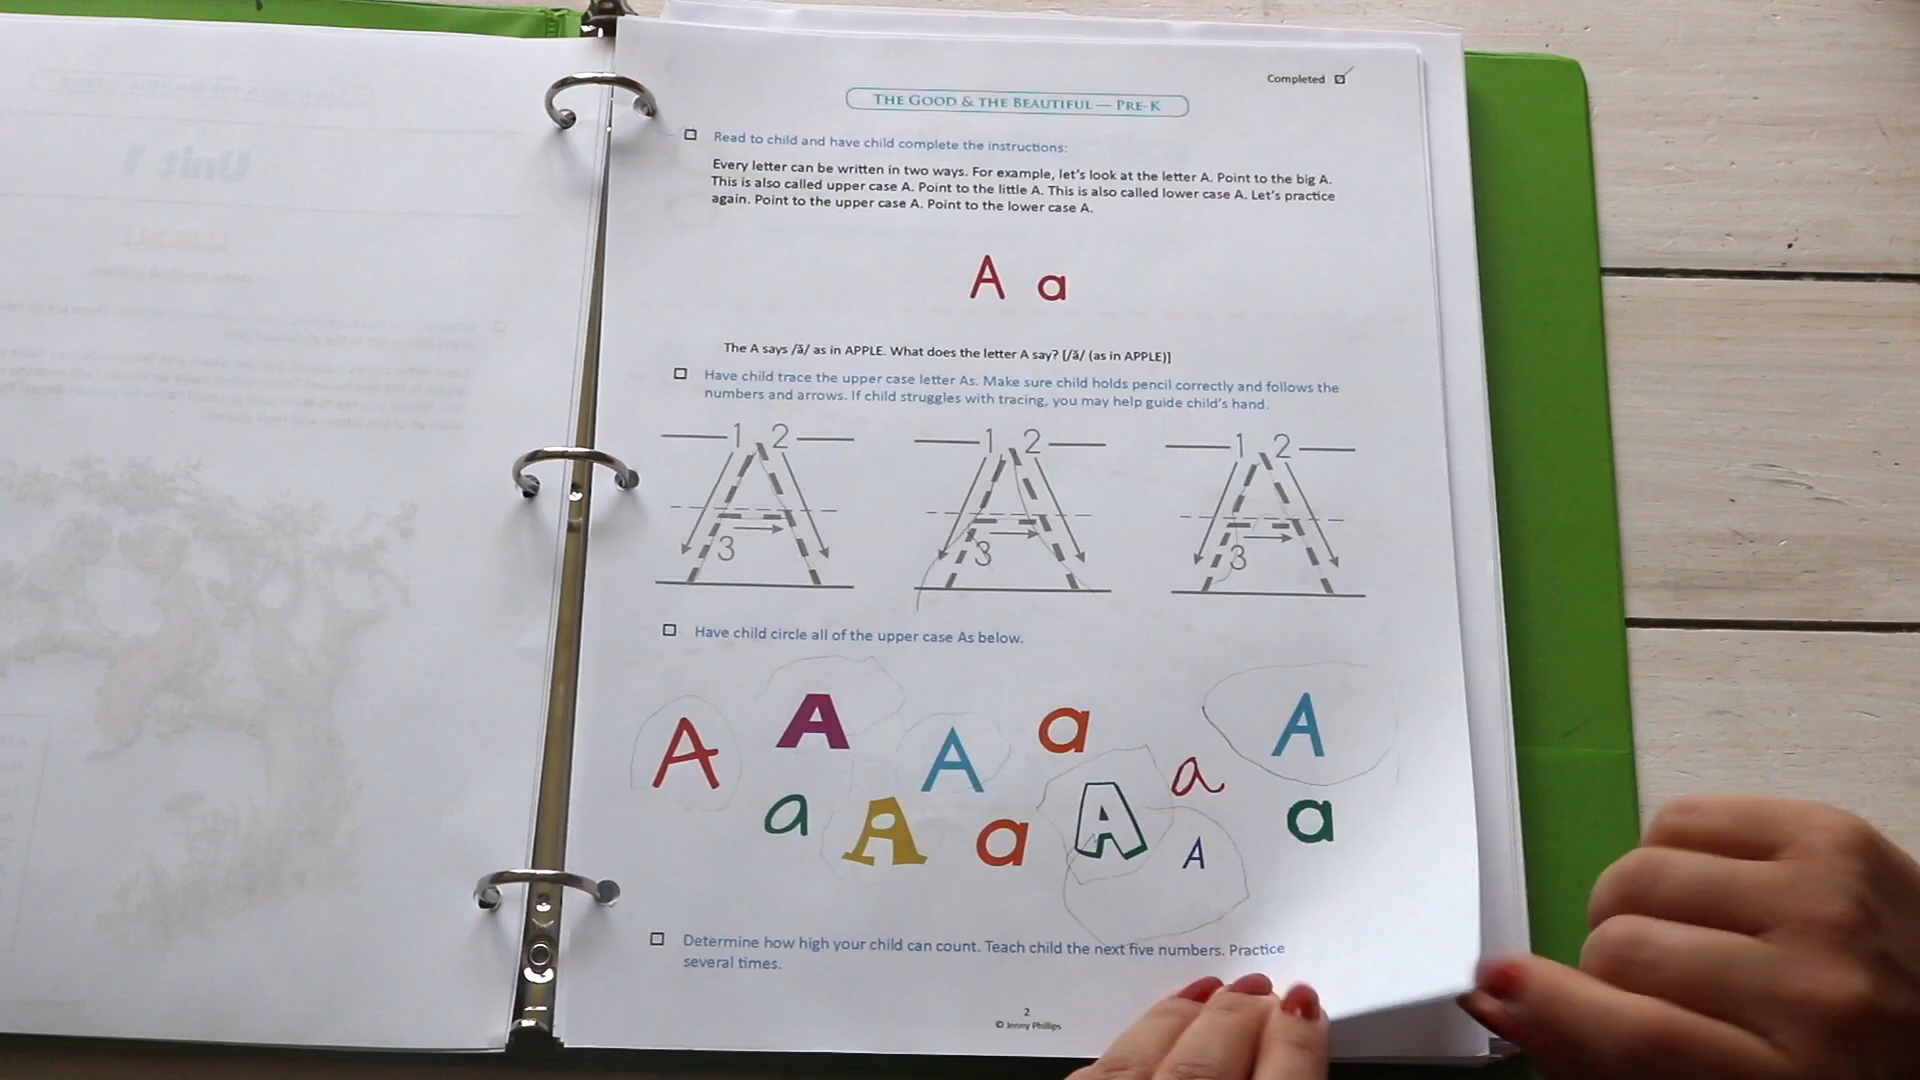 Completed
THE GOOD & THE BEAUTIFUL — PRE-K
Read to child and have child complete the instructions:
Every letter can be written in two ways. For example, let's look at the letter A. Point to the big A.
This is also called upper case A. Point to the little A. This is also called lower case A. Let's practice
again. Point to the upper case A. Point to the lower case A.
A a
The A says /ă/ as in APPLE. What does the letter A say? [/ă/ (as in APPLE)]
Have child trace the upper case letter As. Make sure child holds pencil correctly and follows the
numbers and arrows. If child struggles with tracing, you may help guide child's hand.
1 2 1 2 1 2
A A A
3 3 3
Have child circle all of the upper case As below.
A A A a a A
a A a A A a
Determine how high your child can count. Teach child the next five numbers. Practice
several times.
2
© Jenny Phillips
Unit 1